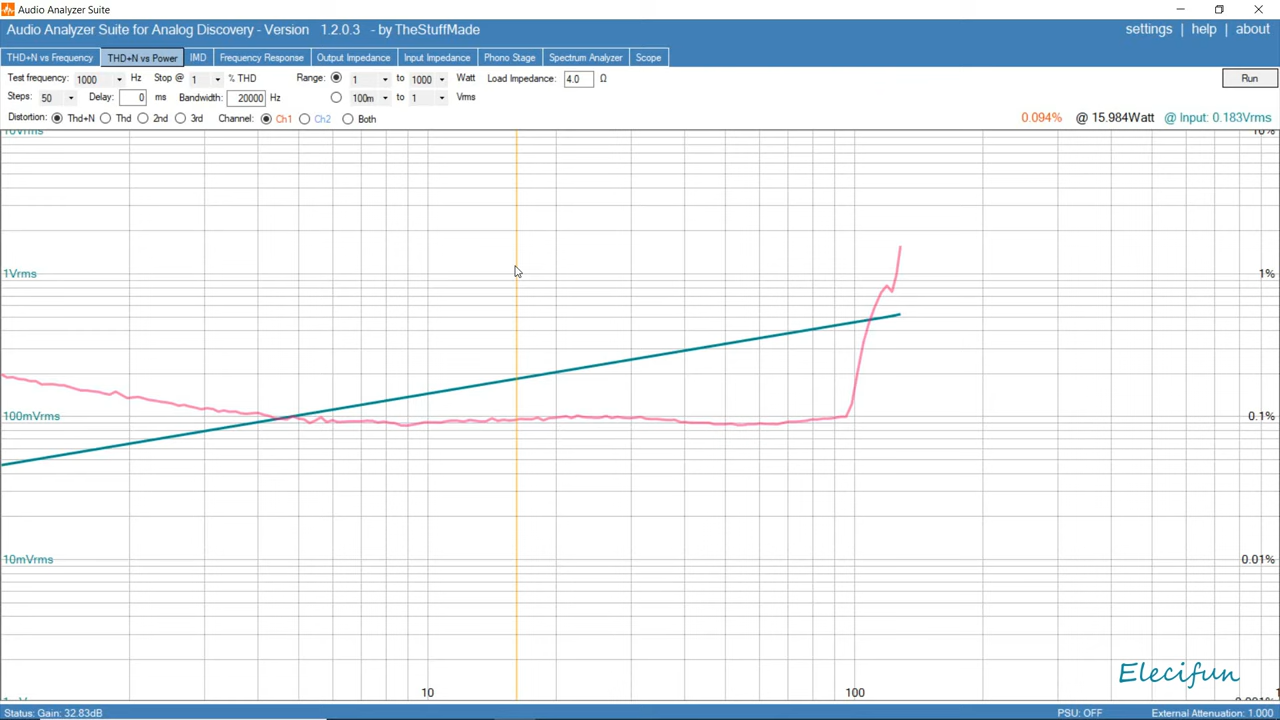 Audio Analyzer Suite
Audio Analyzer Suite for Analog Discovery - Version 1.2.0.3 - by TheStuffMade settings | help | about
THD+N vs Frequency THD+N vs Power IMD Frequency Response Output Impedance Input Impedance Phono Stage Spectrum Analyzer Scope
Test frequency: 1000 Hz Stop @ 1 % THD Range: 1 to 1000 Watt Load Impedance: 4.0 Ω Run
Steps: 50 Delay: 0 ms Bandwidth: 20000 Hz 100m to 1 Vrms
Distortion: Thd+N Thd 2nd 3rd Channel: Ch1 Ch2 Both 0.094% @ 15.984Watt @ Input: 0.183Vrms
10Vrms 10%
1Vrms 1%
100mVrms 0.1%
10mVrms 0.01%
Elecifun
10 100
Status: Gain: 32.83dB PSU: OFF External Attenuation: 1.000